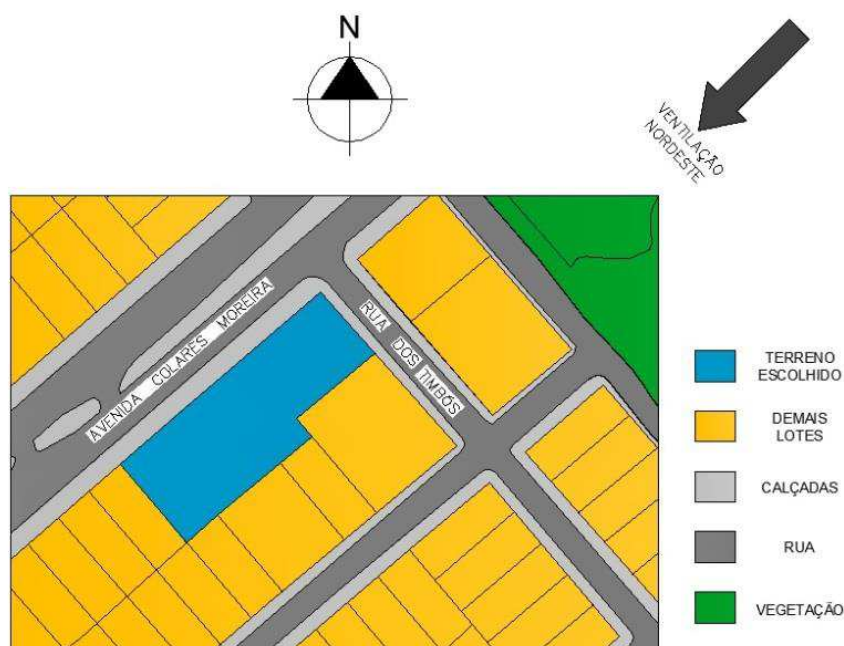 N
VENTILAÇÃO
NORDESTE
AVENIDA COLARES MOREIRA
RUA DOS TIMBÓS
TERRENO
ESCOLHIDO
DEMAIS
LOTES
CALÇADAS
RUA
VEGETAÇÃO